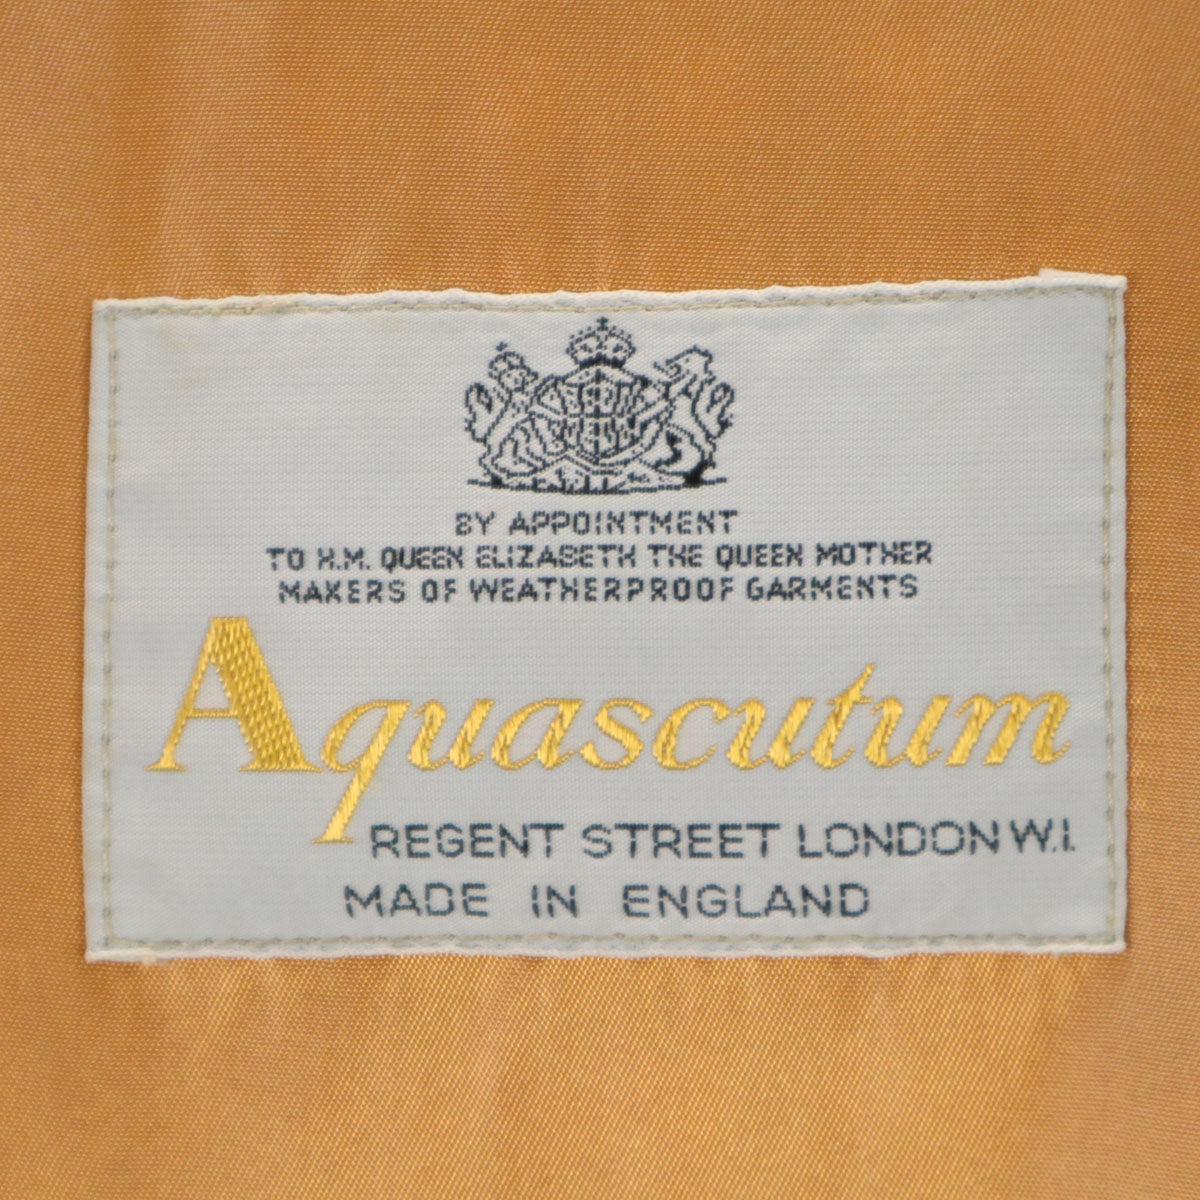 BY APPOINTMENT
TO H.M. QUEEN ELIZABETH THE QUEEN MOTHER
MAKERS OF WEATHERPROOF GARMENTS
Aquascutum
REGENT STREET LONDON W.I.
MADE IN ENGLAND